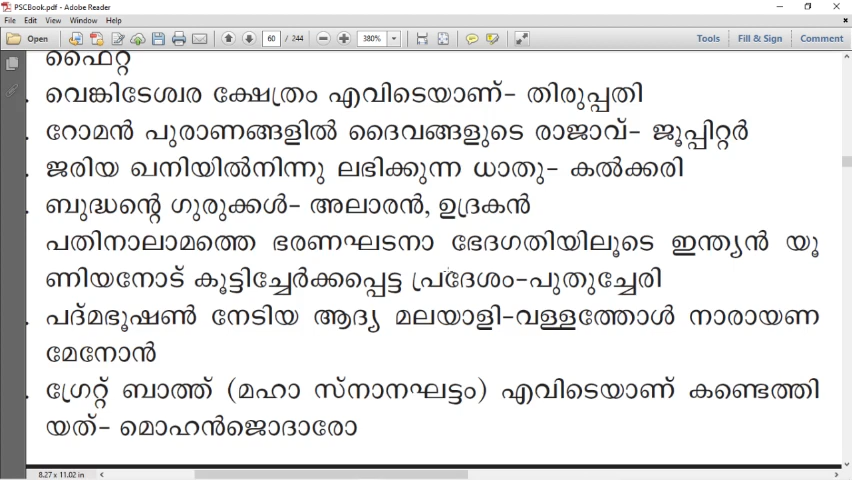 PSCBook.pdf - Adobe Reader
File Edit View Window Help
Open 60 / 244 380% Tools Fill & Sign Comment
ഫൈറ്റ്
. വെങ്കിടേശ്വര ക്ഷേത്രം എവിടെയാണ്- തിരുപ്പതി
. റോമൻ പുരാണങ്ങളിൽ ദൈവങ്ങളുടെ രാജാവ്- ജൂപ്പിറ്റർ
. ജരിയ ഖനിയിൽനിന്നു ലഭിക്കുന്ന ധാതു- കൽക്കരി
. ബുദ്ധന്റെ ഗുരുക്കൾ- അലാരൻ, ഉദ്രകൻ
പതിനാലാമത്തെ ഭരണഘടനാ ഭേദഗതിയിലൂടെ ഇന്ത്യൻ യൂ
ണിയനോട് കൂട്ടിച്ചേർക്കപ്പെട്ട പ്രദേശം-പുതുച്ചേരി
. പദ്മഭൂഷൺ നേടിയ ആദ്യ മലയാളി-വള്ളത്തോൾ നാരായണ
മേനോൻ
. ഗ്രേറ്റ് ബാത്ത് (മഹാ സ്നാനഘട്ടം) എവിടെയാണ് കണ്ടെത്തി
യത്- മൊഹൻജൊദാരോ
8.27 x 11.02 in